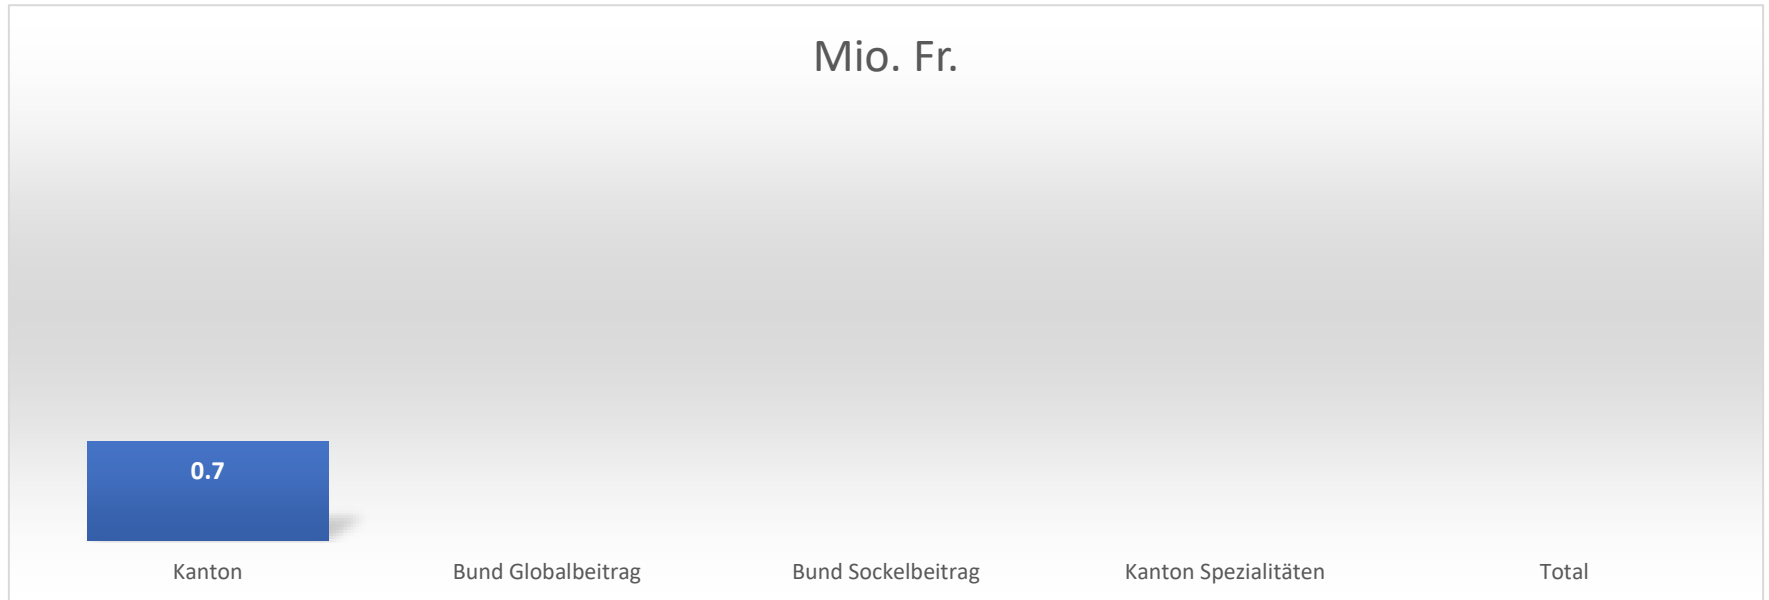 Mio. Fr.
0.7
Kanton Bund Globalbeitrag Bund Sockelbeitrag Kanton Spezialitäten Total